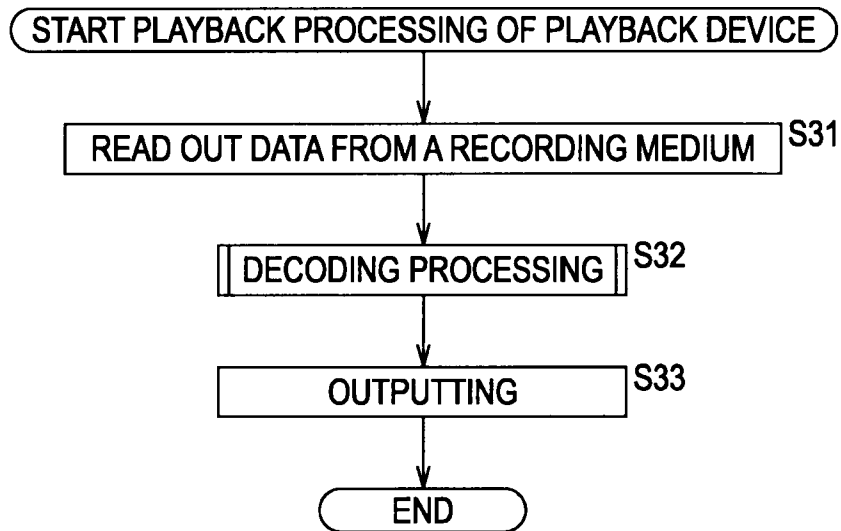 START PLAYBACK PROCESSING OF PLAYBACK DEVICE
READ OUT DATA FROM A RECORDING MEDIUM S31
DECODING PROCESSING S32
OUTPUTTING S33
END